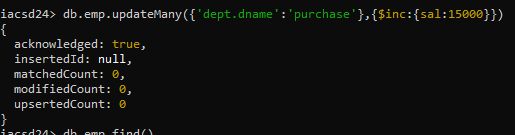 iacsd24> db.emp.updateMany({'dept.dname':'purchase'},{$inc:{sal:15000}})
{
  acknowledged: true,
  insertedId: null,
  matchedCount: 0,
  modifiedCount: 0,
  upsertedCount: 0
}
iacsd24> db.emp.find()